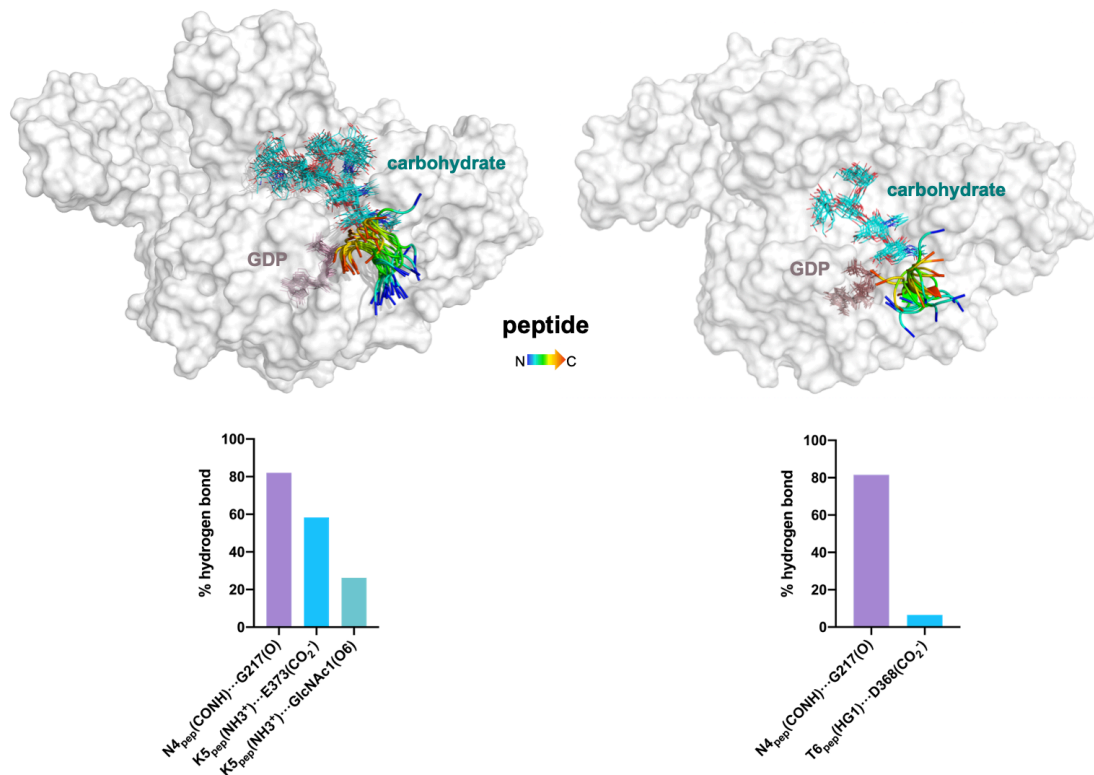 carbohydrate
GDP
carbohydrate
GDP
peptide
N C
% hydrogen bond
100
80
60
40
20
0
N4pep(CONH)···G217(O)
K5pep(NH3+)···E373(CO2-)
K5pep(NH3+)···GlcNAc1(O6)
% hydrogen bond
100
80
60
40
20
0
N4pep(CONH)···G217(O)
T6pep(HG1)···D368(CO2-)